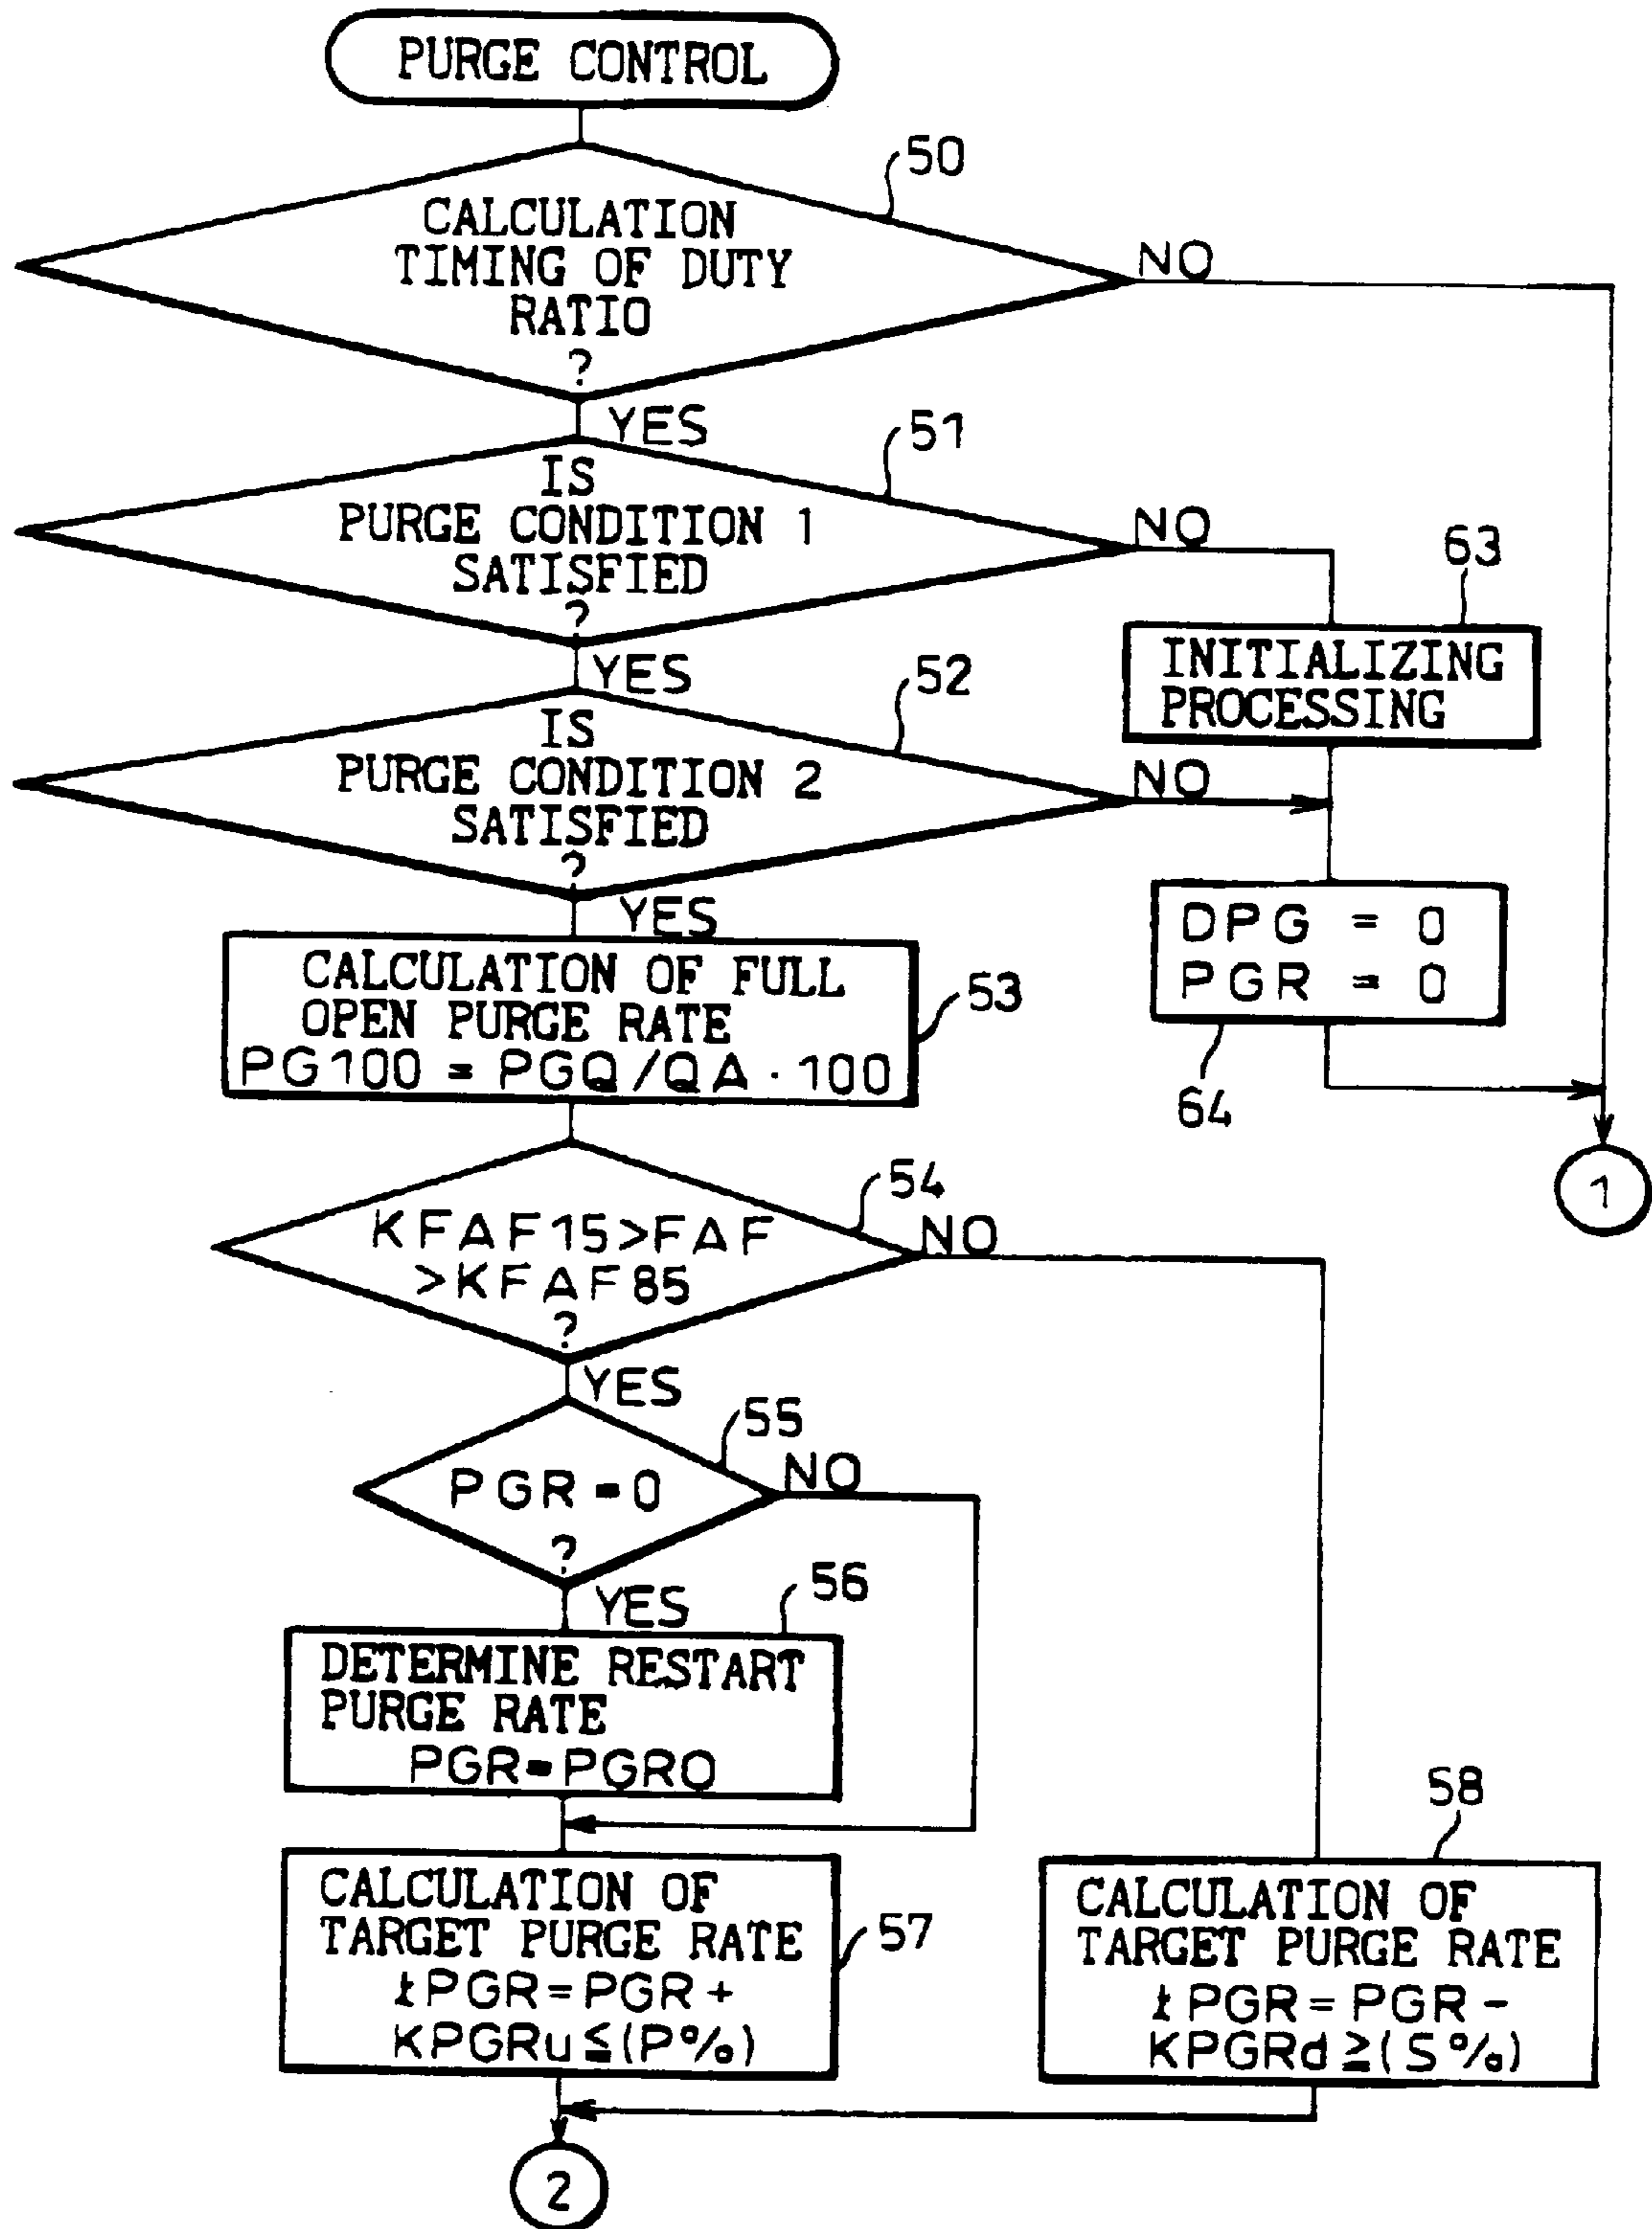 PURGE CONTROL
50
CALCULATION
TIMING OF DUTY
RATIO
?
NO
YES
51
IS
PURGE CONDITION 1
SATISFIED
?
NO
63
INITIALIZING
PROCESSING
YES
52
IS
PURGE CONDITION 2
SATISFIED
?
NO
DPG = 0
PGR = 0
64
YES
CALCULATION OF FULL
OPEN PURGE RATE
PG100 = PGQ/QA·100
53
1
54
KFAF15>FAF
>KFAF85
?
NO
YES
55
PGR=0
?
NO
YES
56
DETERMINE RESTART
PURGE RATE
PGR=PGRO
CALCULATION OF
TARGET PURGE RATE
tPGR=PGR+
KPGRu≦(P%)
57
58
CALCULATION OF
TARGET PURGE RATE
tPGR=PGR-
KPGRd≧(S%)
2